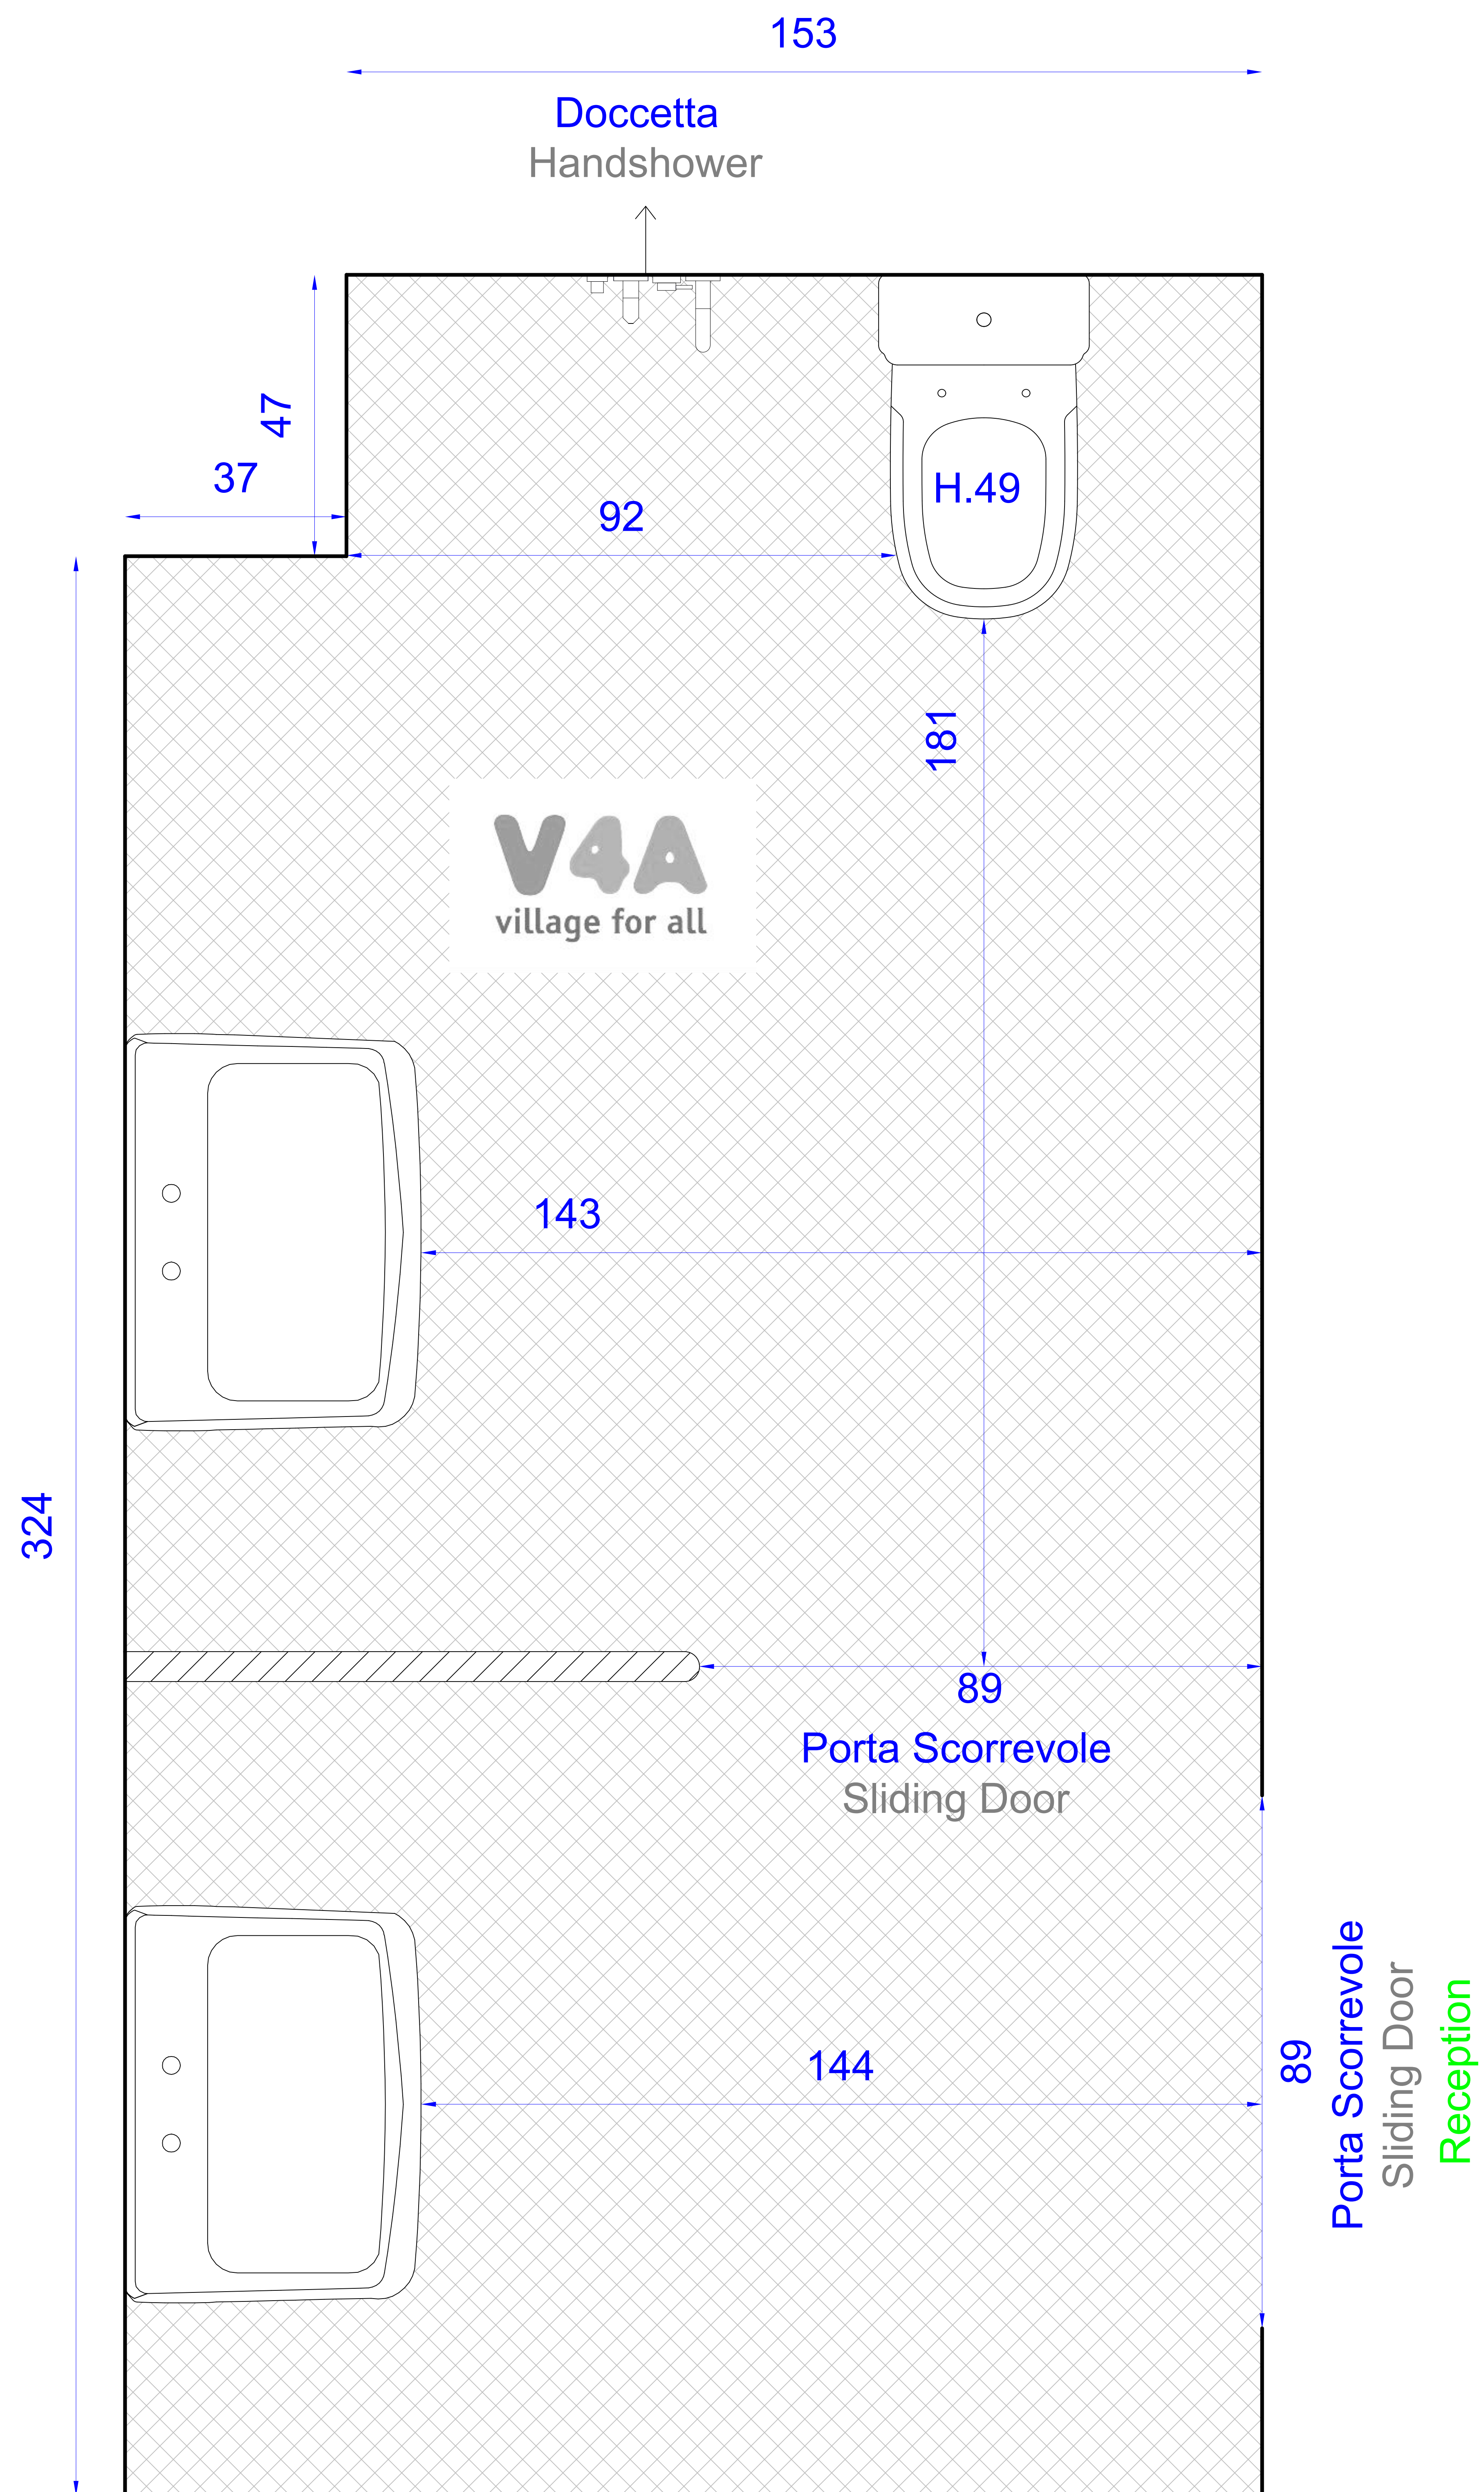 153
Doccetta
Handshower
47
37
92
H.49
181
V4A
village for all
143
324
89
Porta Scorrevole
Sliding Door
144
89
Porta Scorrevole
Sliding Door
Reception